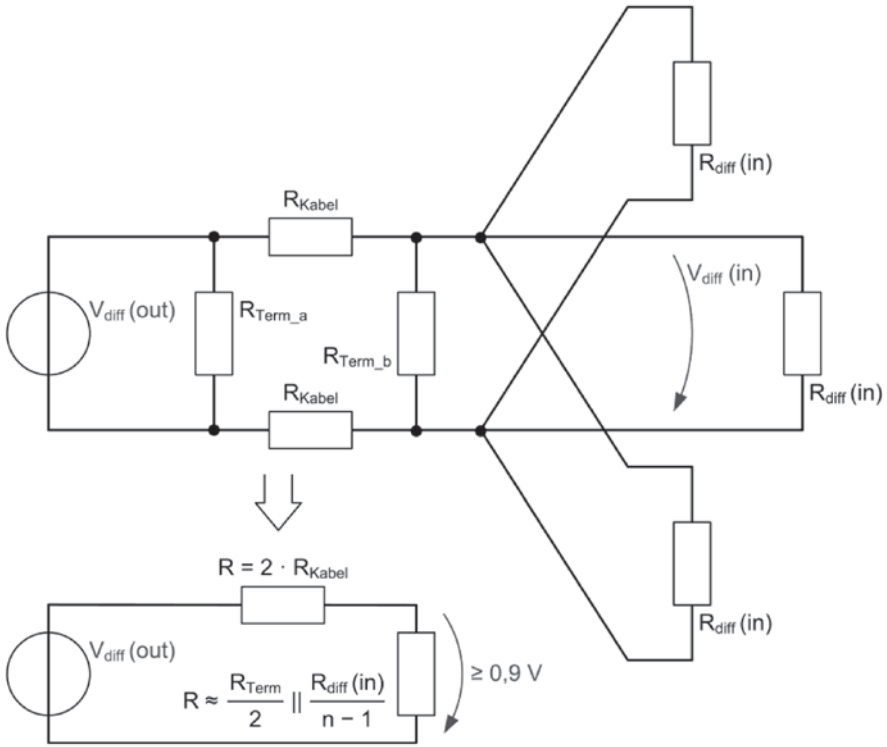 R_diff (in)
R_Kabel
V_diff (in)
V_diff (out)
R_Term_a
R_Term_b
R_Kabel
R_diff (in)
R = 2 · R_Kabel
R_diff (in)
V_diff (out)
≥ 0,9 V
R ≈ R_Term / 2 || R_diff (in) / n − 1